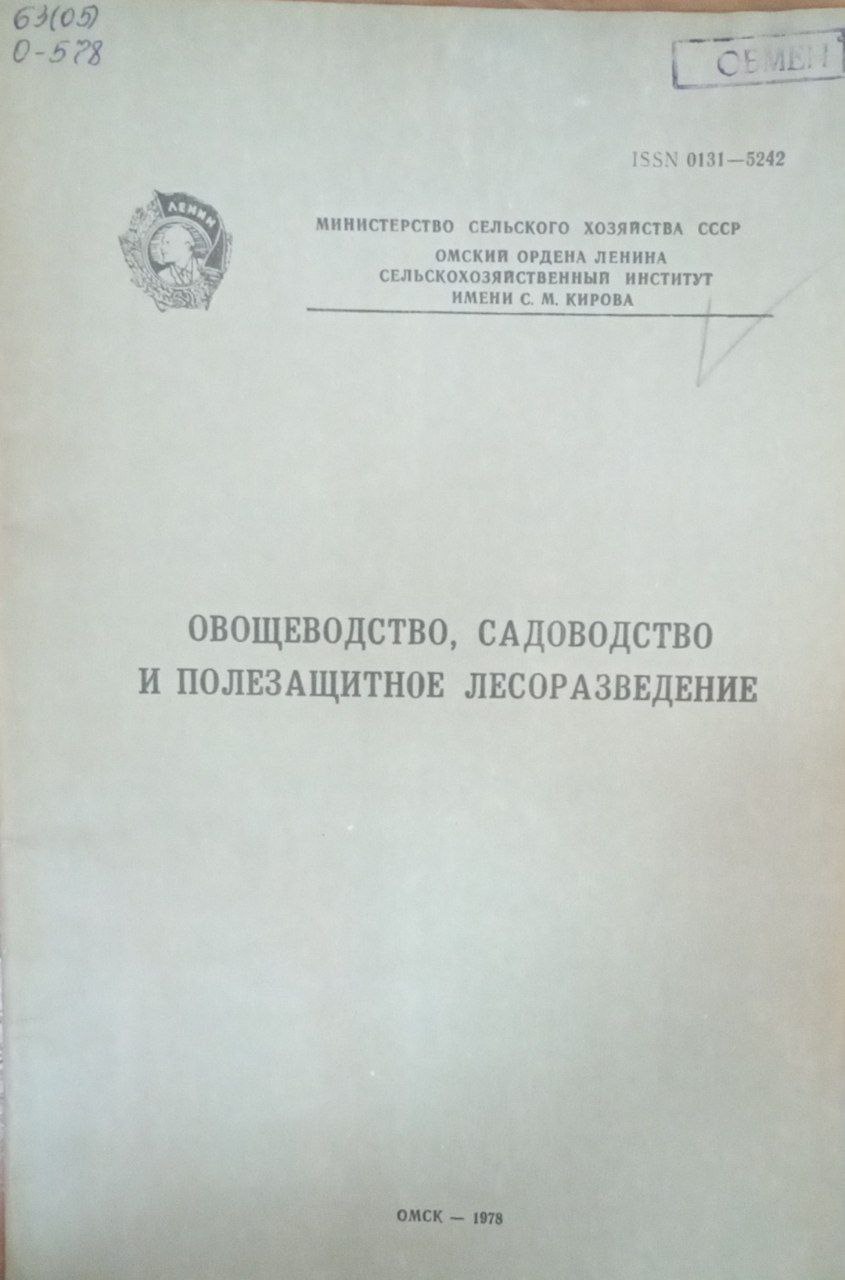 63(05)
О-578
ОБМЕН
ISSN 0131—5242
ЛЕНИН
МИНИСТЕРСТВО СЕЛЬСКОГО ХОЗЯЙСТВА СССР
ОМСКИЙ ОРДЕНА ЛЕНИНА
СЕЛЬСКОХОЗЯЙСТВЕННЫЙ ИНСТИТУТ
ИМЕНИ С. М. КИРОВА
ОВОЩЕВОДСТВО, САДОВОДСТВО
И ПОЛЕЗАЩИТНОЕ ЛЕСОРАЗВЕДЕНИЕ
ОМСК — 1978